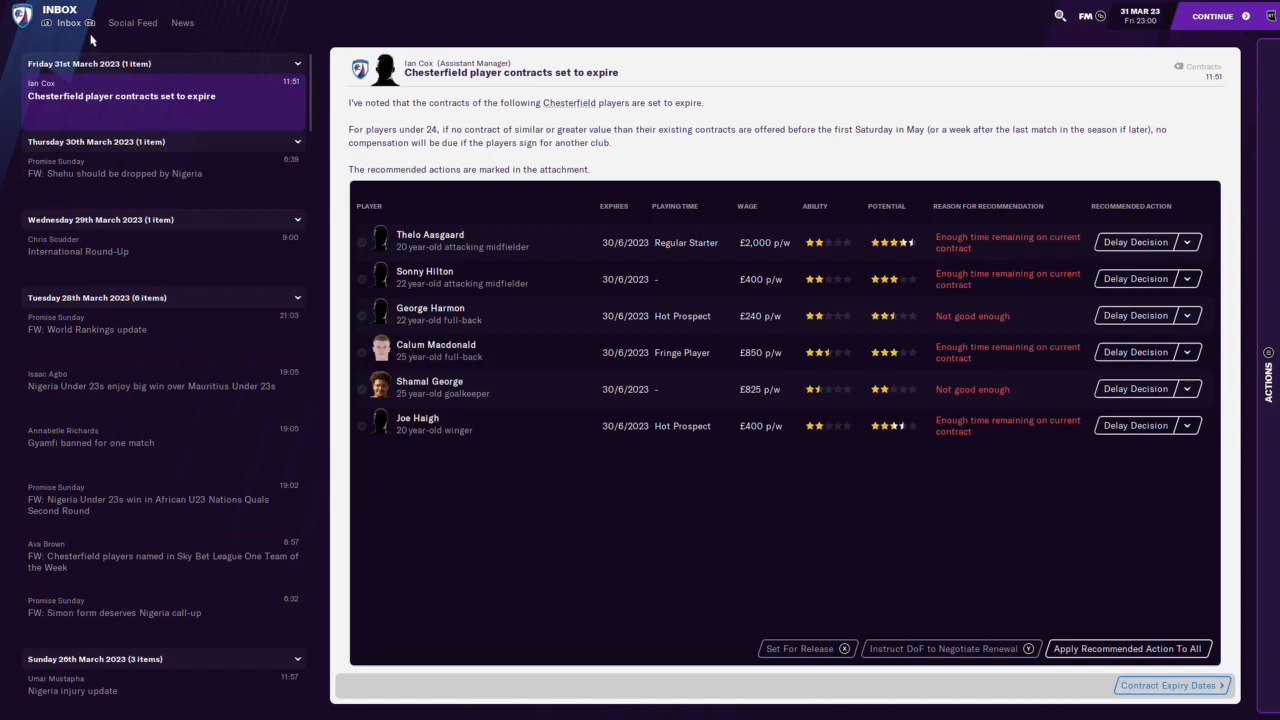 INBOX
Inbox
Social Feed
News
FM
31 MAR 23
Fri 23:00
CONTINUE
Friday 31st March 2023 (1 item)
Ian Cox
11:51
Chesterfield player contracts set to expire
Thursday 30th March 2023 (1 item)
Promise Sunday
6:39
FW: Shehu should be dropped by Nigeria
Wednesday 29th March 2023 (1 item)
Chris Scudder
9:00
International Round-Up
Tuesday 28th March 2023 (6 items)
Promise Sunday
21:03
FW: World Rankings update
Isaac Agbo
19:05
Nigeria Under 23s enjoy big win over Mauritius Under 23s
Annabelle Richards
19:05
Gyamfi banned for one match
Promise Sunday
19:02
FW: Nigeria Under 23s win in African U23 Nations Quals
Second Round
Ava Brown
8:57
FW: Chesterfield players named in Sky Bet League One Team of
the Week
Promise Sunday
6:32
FW: Simon form deserves Nigeria call-up
Sunday 26th March 2023 (3 items)
Umar Mustapha
11:57
Nigeria injury update
Ian Cox (Assistant Manager)
Chesterfield player contracts set to expire
Contracts
11:51
I've noted that the contracts of the following Chesterfield players are set to expire.
For players under 24, if no contract of similar or greater value than their existing contracts are offered before the first Saturday in May (or a week after the last match in the season if later), no
compensation will be due if the players sign for another club.
The recommended actions are marked in the attachment.
PLAYER EXPIRES PLAYING TIME WAGE ABILITY POTENTIAL REASON FOR RECOMMENDATION RECOMMENDED ACTION
Thelo Aasgaard
20 year-old attacking midfielder
30/6/2023 Regular Starter £2,000 p/w
Enough time remaining on current
contract
Delay Decision
Sonny Hilton
22 year-old attacking midfielder
30/6/2023 - £400 p/w
Enough time remaining on current
contract
Delay Decision
George Harmon
22 year-old full-back
30/6/2023 Hot Prospect £240 p/w
Not good enough
Delay Decision
Calum Macdonald
25 year-old full-back
30/6/2023 Fringe Player £850 p/w
Enough time remaining on current
contract
Delay Decision
Shamal George
25 year-old goalkeeper
30/6/2023 - £825 p/w
Not good enough
Delay Decision
Joe Haigh
20 year-old winger
30/6/2023 Hot Prospect £400 p/w
Enough time remaining on current
contract
Delay Decision
Set For Release X
Instruct DoF to Negotiate Renewal Y
Apply Recommended Action To All
Contract Expiry Dates
ACTIONS